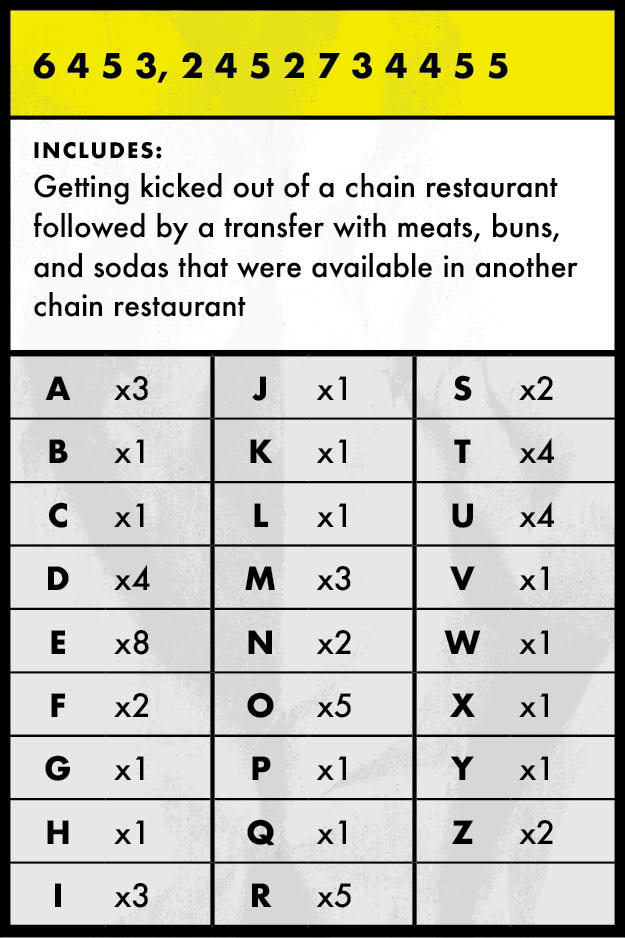 6 4 5 3, 2 4 5 2 7 3 4 4 5 5
INCLUDES:
Getting kicked out of a chain restaurant
followed by a transfer with meats, buns,
and sodas that were available in another
chain restaurant
A x3 J x1 S x2
B x1 K x1 T x4
C x1 L x1 U x4
D x4 M x3 V x1
E x8 N x2 W x1
F x2 O x5 X x1
G x1 P x1 Y x1
H x1 Q x1 Z x2
I x3 R x5